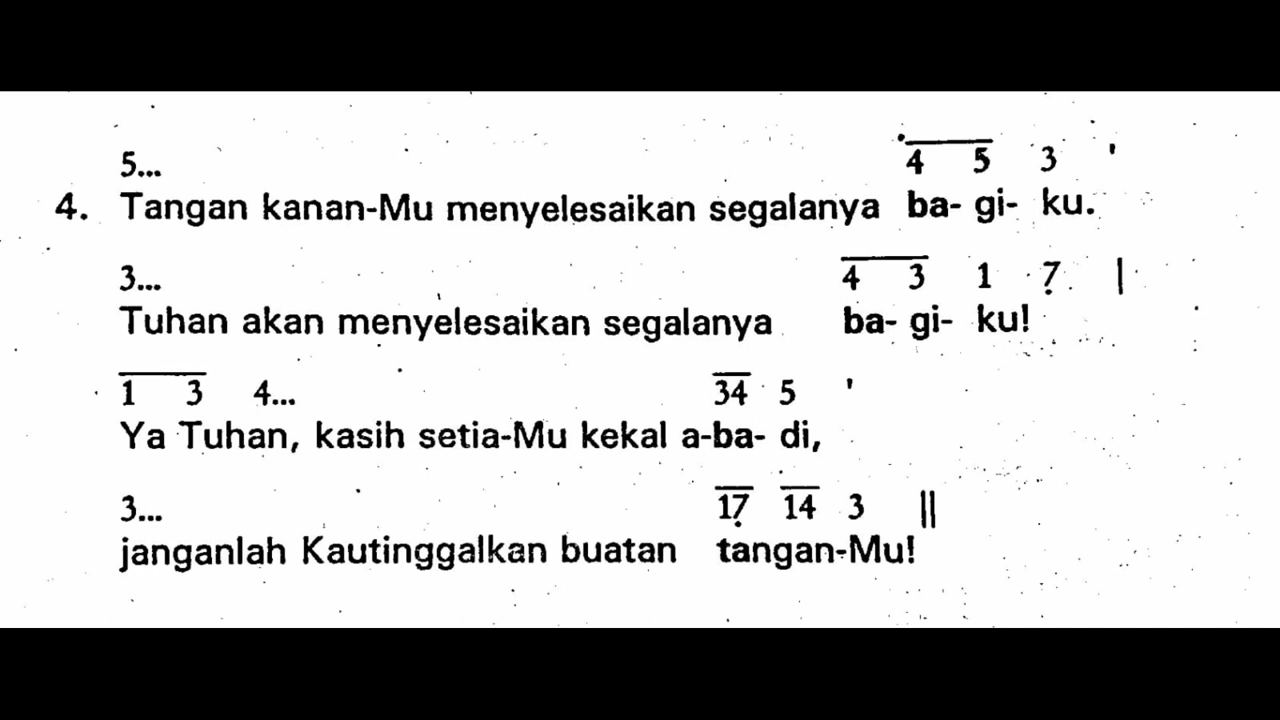 5... 4 5 3 '
4. Tangan kanan-Mu menyelesaikan segalanya ba- gi- ku.
3... 4 3 1 7̣ |
Tuhan akan menyelesaikan segalanya ba- gi- ku!
1 3 4... 34 5 '
Ya Tuhan, kasih setia-Mu kekal a-ba- di,
3... 17̣ 14 3 ||
janganlah Kautinggalkan buatan tangan-Mu!